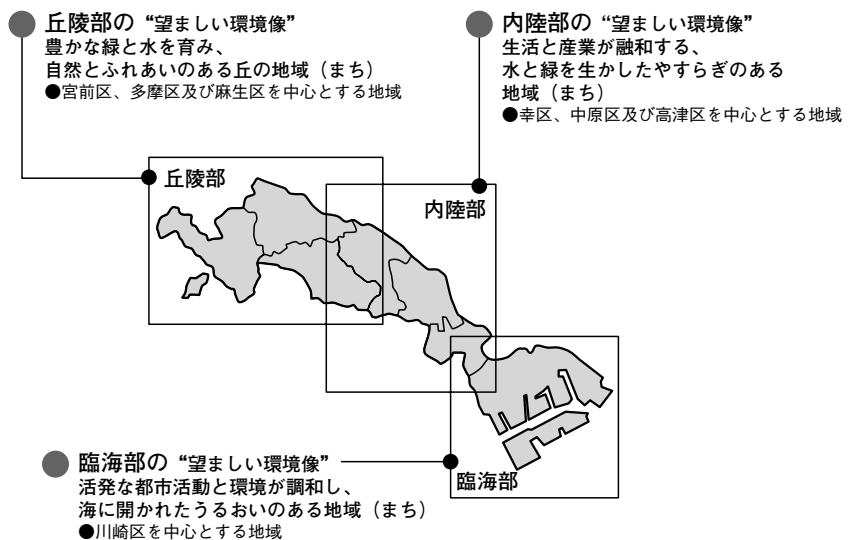 丘陵部の“望ましい環境像”
豊かな緑と水を育み、
自然とふれあいのある丘の地域（まち）
●宮前区、多摩区及び麻生区を中心とする地域
内陸部の“望ましい環境像”
生活と産業が融和する、
水と緑を生かしたやすらぎのある
地域（まち）
●幸区、中原区及び高津区を中心とする地域
丘陵部
内陸部
臨海部の“望ましい環境像”
活発な都市活動と環境が調和し、
海に開かれたうるおいのある地域（まち）
●川崎区を中心とする地域
臨海部